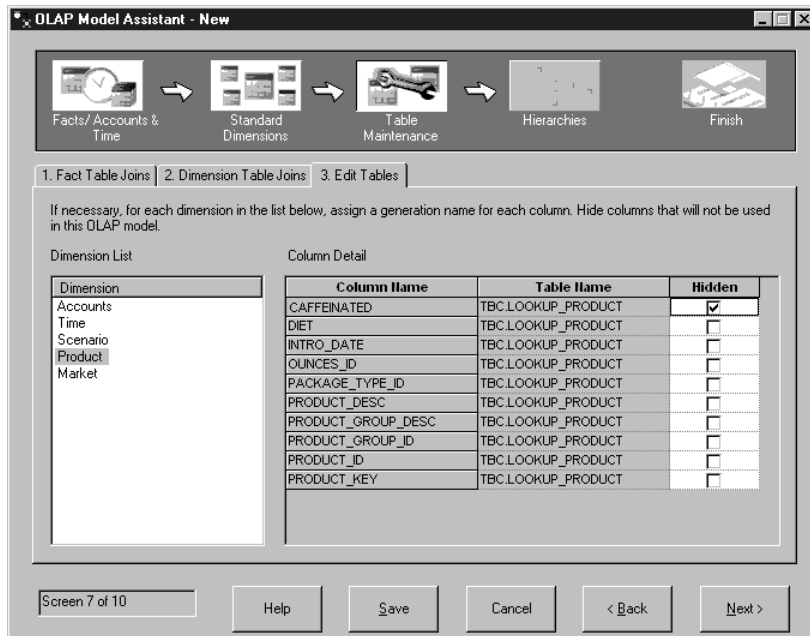 OLAP Model Assistant - New
Facts/ Accounts & Time
Standard Dimensions
Table Maintenance
Hierarchies
Finish
1. Fact Table Joins
2. Dimension Table Joins
3. Edit Tables
If necessary, for each dimension in the list below, assign a generation name for each column. Hide columns that will not be used
in this OLAP model.
Dimension List
Column Detail
Dimension
Accounts
Time
Scenario
Product
Market
Column Name Table Name Hidden
CAFFEINATED TBC.LOOKUP_PRODUCT
DIET TBC.LOOKUP_PRODUCT
INTRO_DATE TBC.LOOKUP_PRODUCT
OUNCES_ID TBC.LOOKUP_PRODUCT
PACKAGE_TYPE_ID TBC.LOOKUP_PRODUCT
PRODUCT_DESC TBC.LOOKUP_PRODUCT
PRODUCT_GROUP_DESC TBC.LOOKUP_PRODUCT
PRODUCT_GROUP_ID TBC.LOOKUP_PRODUCT
PRODUCT_ID TBC.LOOKUP_PRODUCT
PRODUCT_KEY TBC.LOOKUP_PRODUCT
Screen 7 of 10
Help
Save
Cancel
< Back
Next >